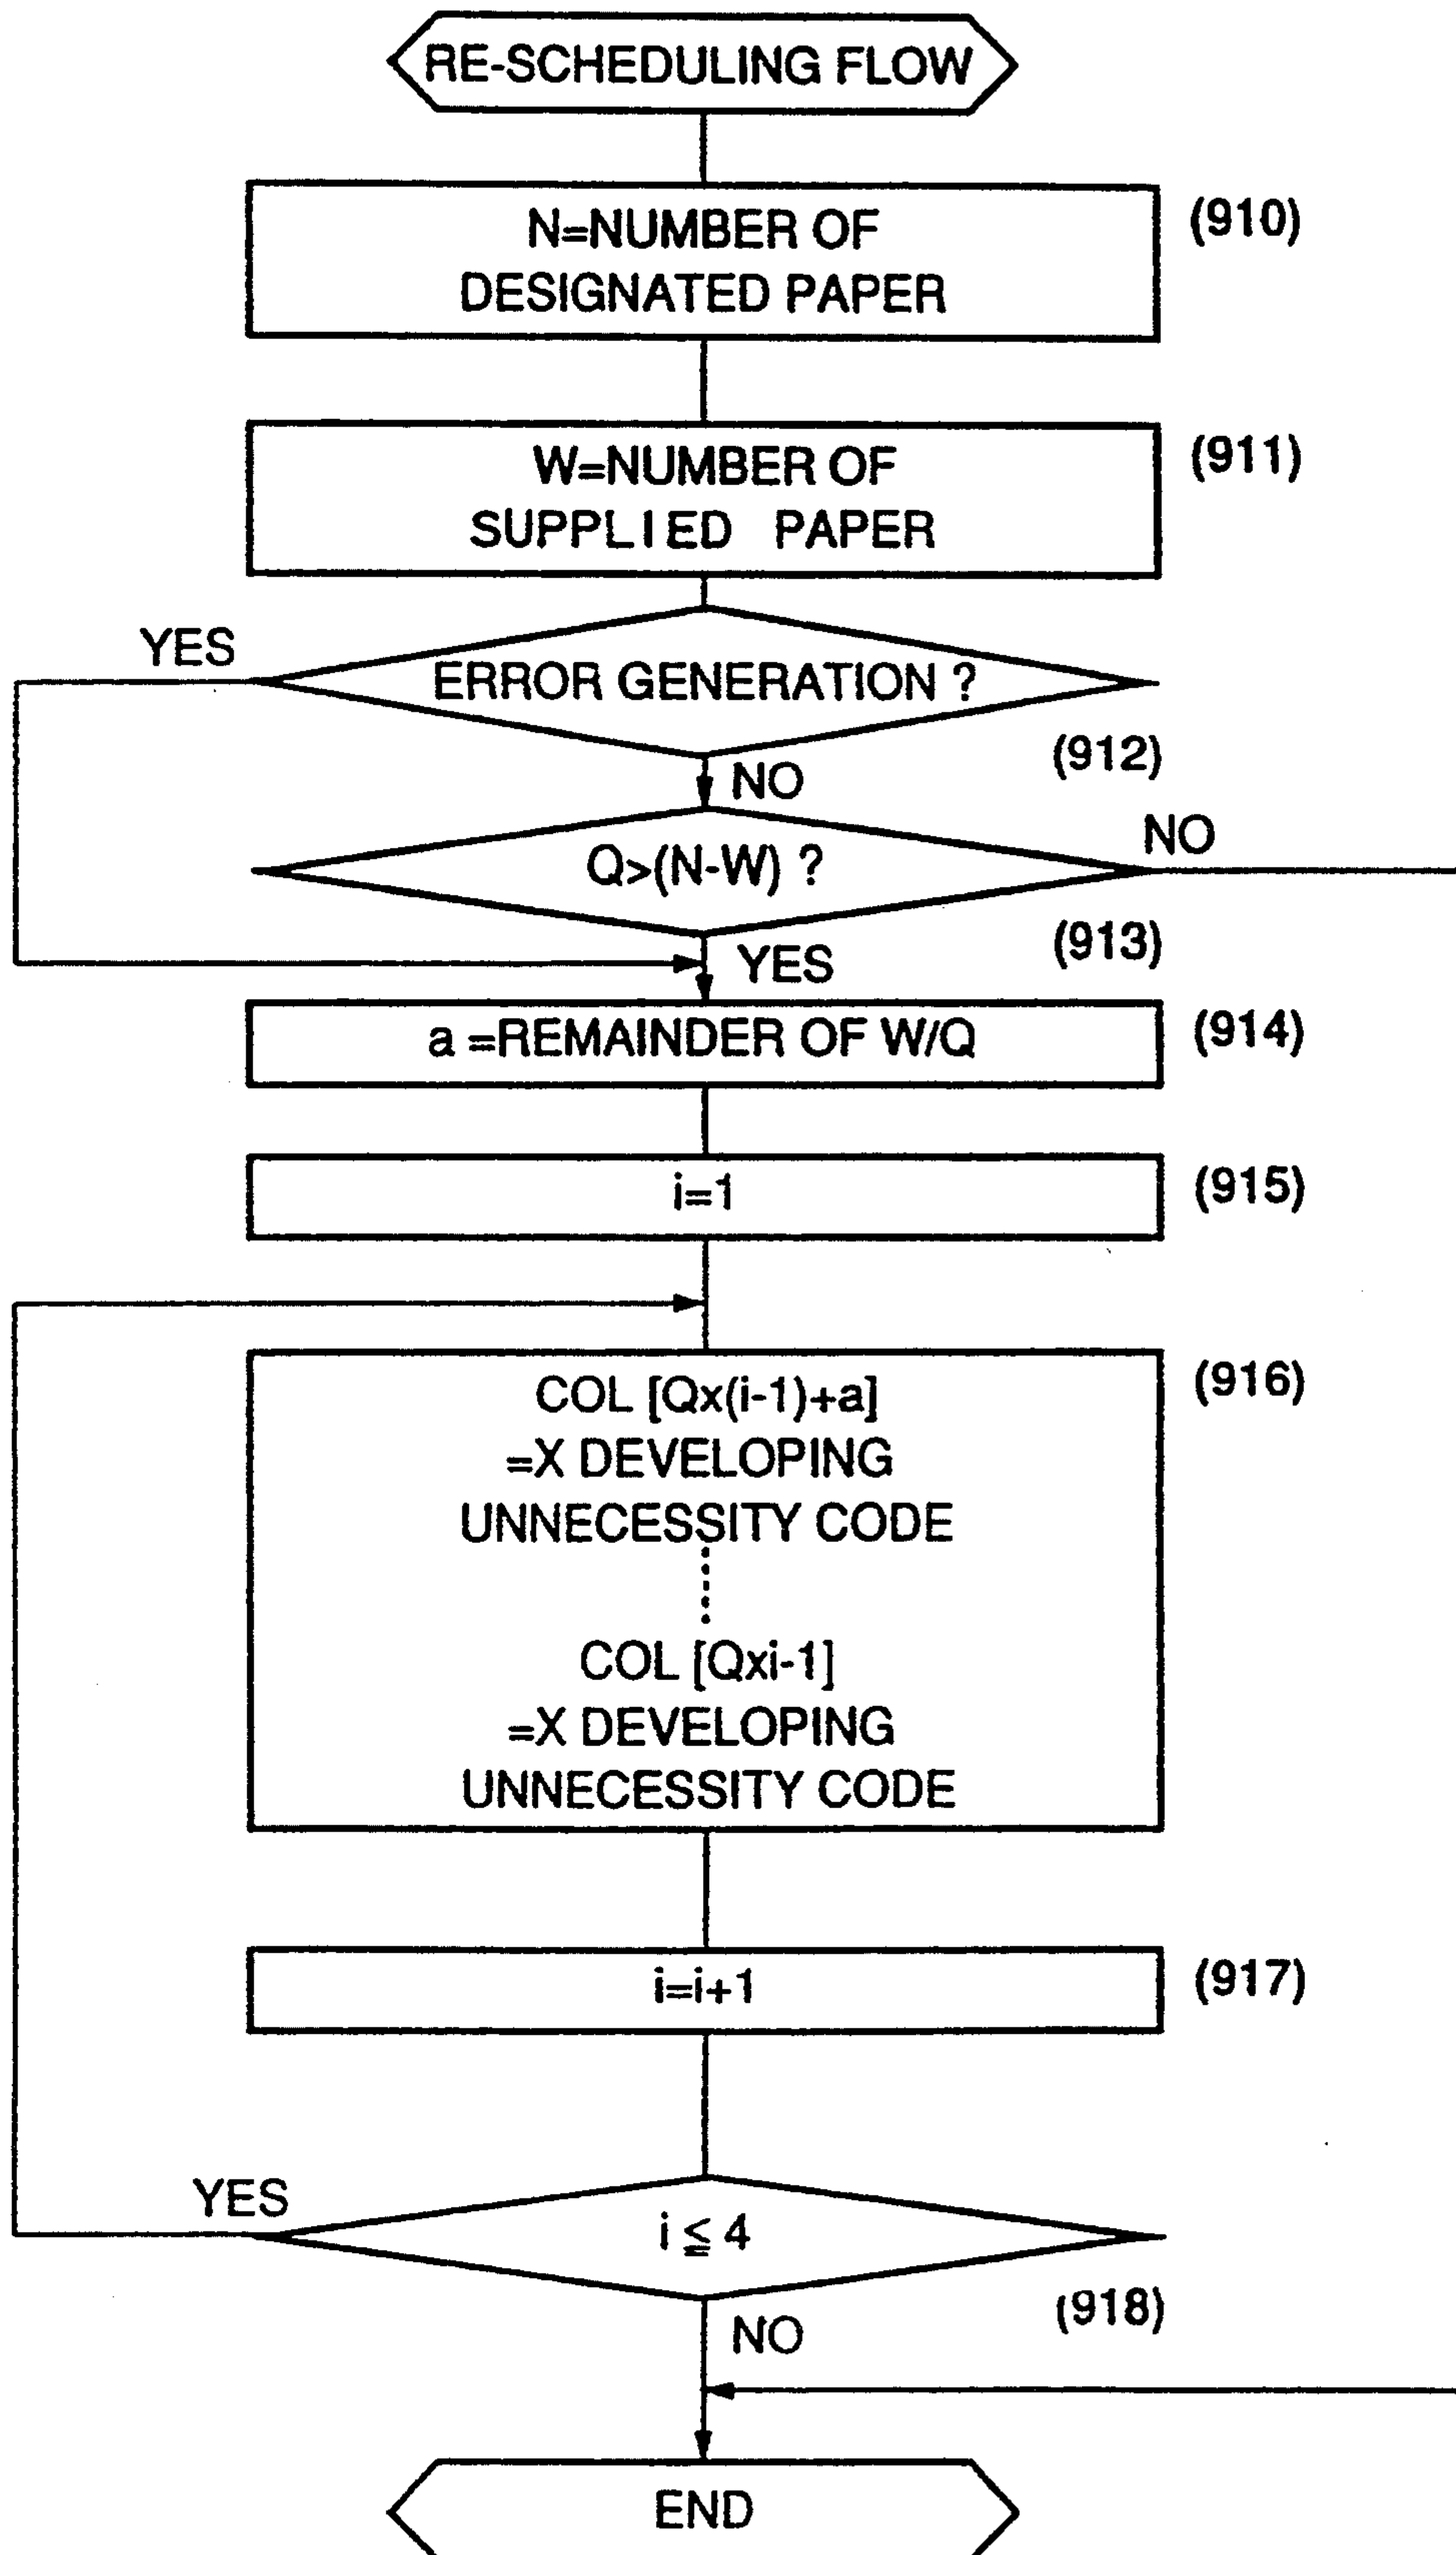 RE-SCHEDULING FLOW
N=NUMBER OF
DESIGNATED PAPER
(910)
W=NUMBER OF
SUPPLIED PAPER
(911)
YES
ERROR GENERATION ?
(912)
NO
Q>(N-W) ?
NO
(913)
YES
a =REMAINDER OF W/Q
(914)
i=1
(915)
COL [Qx(i-1)+a]
=X DEVELOPING
UNNECESSITY CODE
(916)
COL [Qxi-1]
=X DEVELOPING
UNNECESSITY CODE
i=i+1
(917)
YES
i ≦ 4
(918)
NO
END